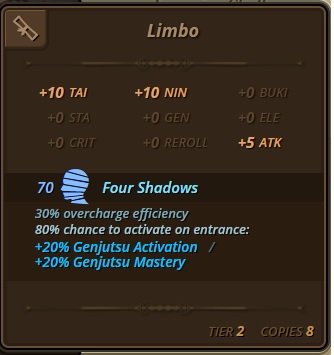 Limbo
+10 TAI +10 NIN +0 BUKI
+0 STA +0 GEN +0 ELE
+0 CRIT +0 REROLL +5 ATK
70 Four Shadows
30% overcharge efficiency
80% chance to activate on entrance:
+20% Genjutsu Activation /
+20% Genjutsu Mastery
TIER 2 COPIES 8